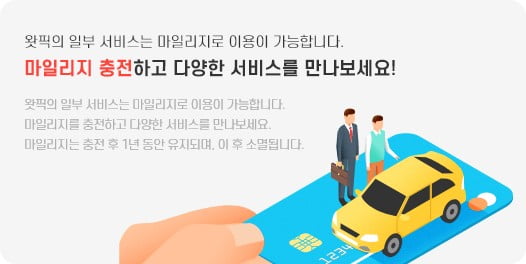 왓픽의 일부 서비스는 마일리지로 이용이 가능합니다.
마일리지 충전하고 다양한 서비스를 만나보세요!
왓픽의 일부 서비스는 마일리지로 이용이 가능합니다.
마일리지를 충전하고 다양한 서비스를 만나보세요.
마일리지는 충전 후 1년 동안 유지되며, 이 후 소멸됩니다.
1234